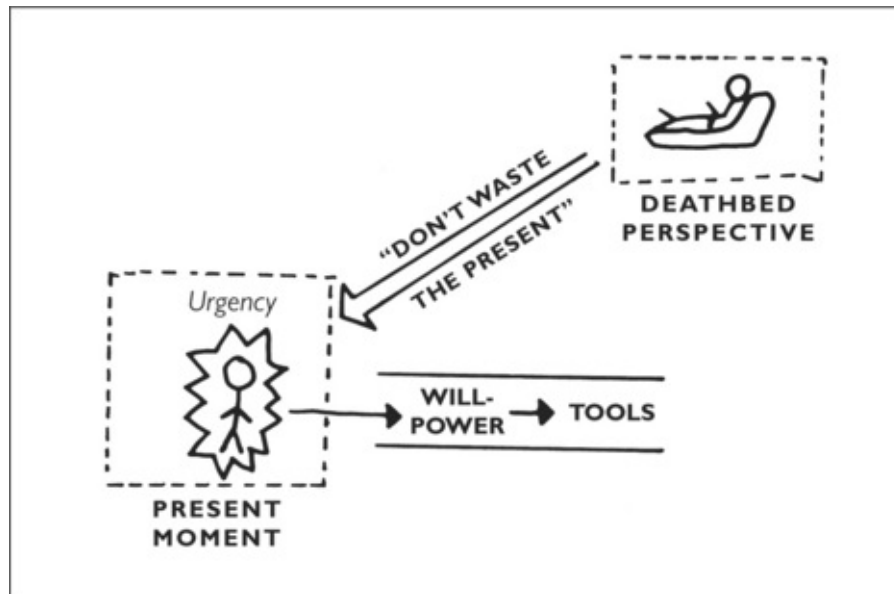 DEATHBED
PERSPECTIVE
“DON’T WASTE
THE PRESENT”
Urgency
PRESENT
MOMENT
WILL-
POWER
TOOLS